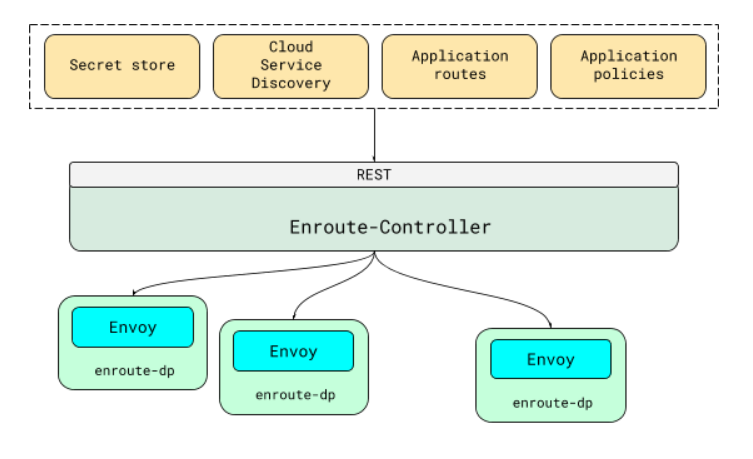 Secret store
Cloud
Service
Discovery
Application
routes
Application
policies
REST
Enroute-Controller
Envoy
enroute-dp
Envoy
enroute-dp
Envoy
enroute-dp